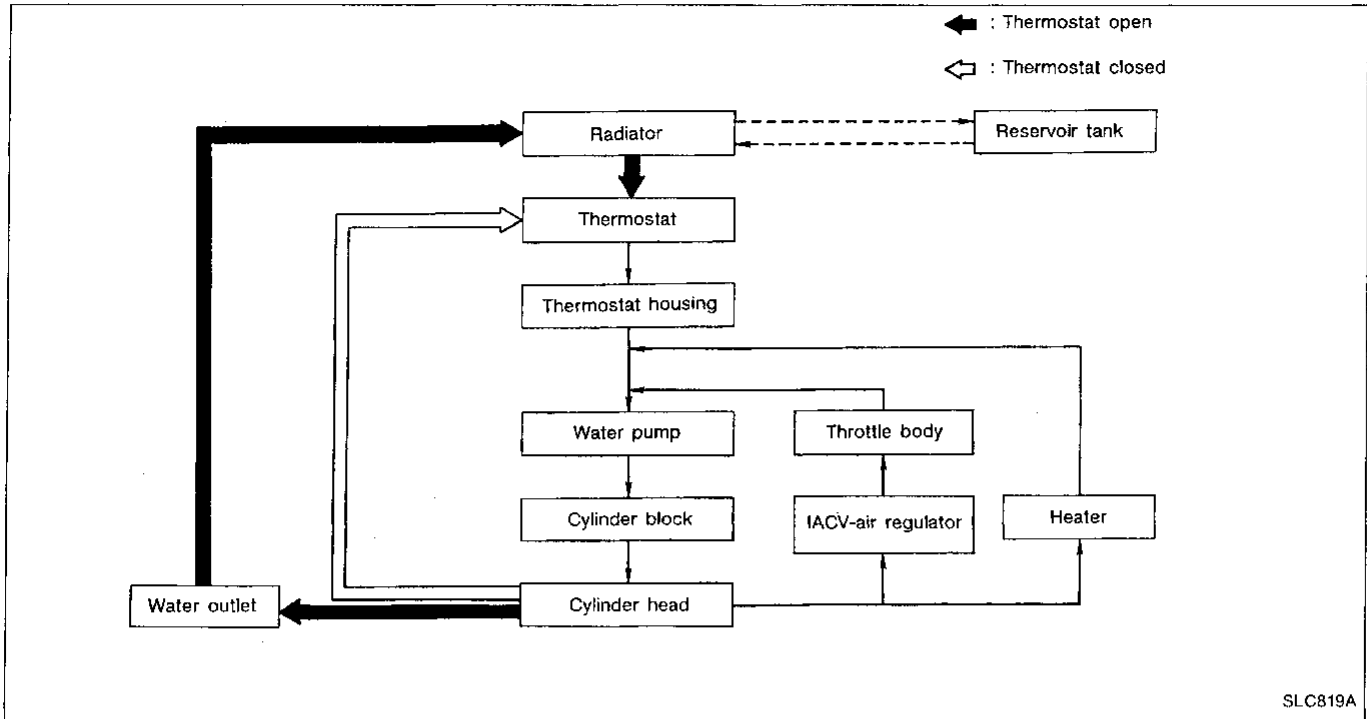 : Thermostat open
: Thermostat closed
Radiator
Reservoir tank
Thermostat
Thermostat housing
Water pump
Throttle body
Cylinder block
IACV-air regulator
Heater
Water outlet
Cylinder head
SLC819A